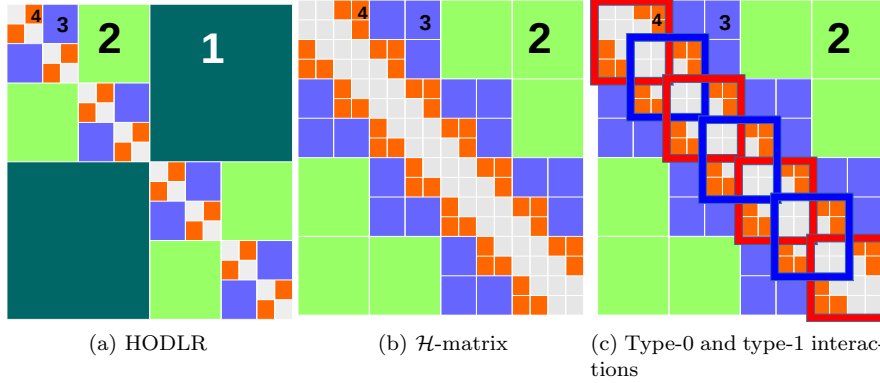 4 3 2 1
4 3 2
4 3 2
(a) HODLR
(b) ℋ-matrix
(c) Type-0 and type-1 interac-
tions